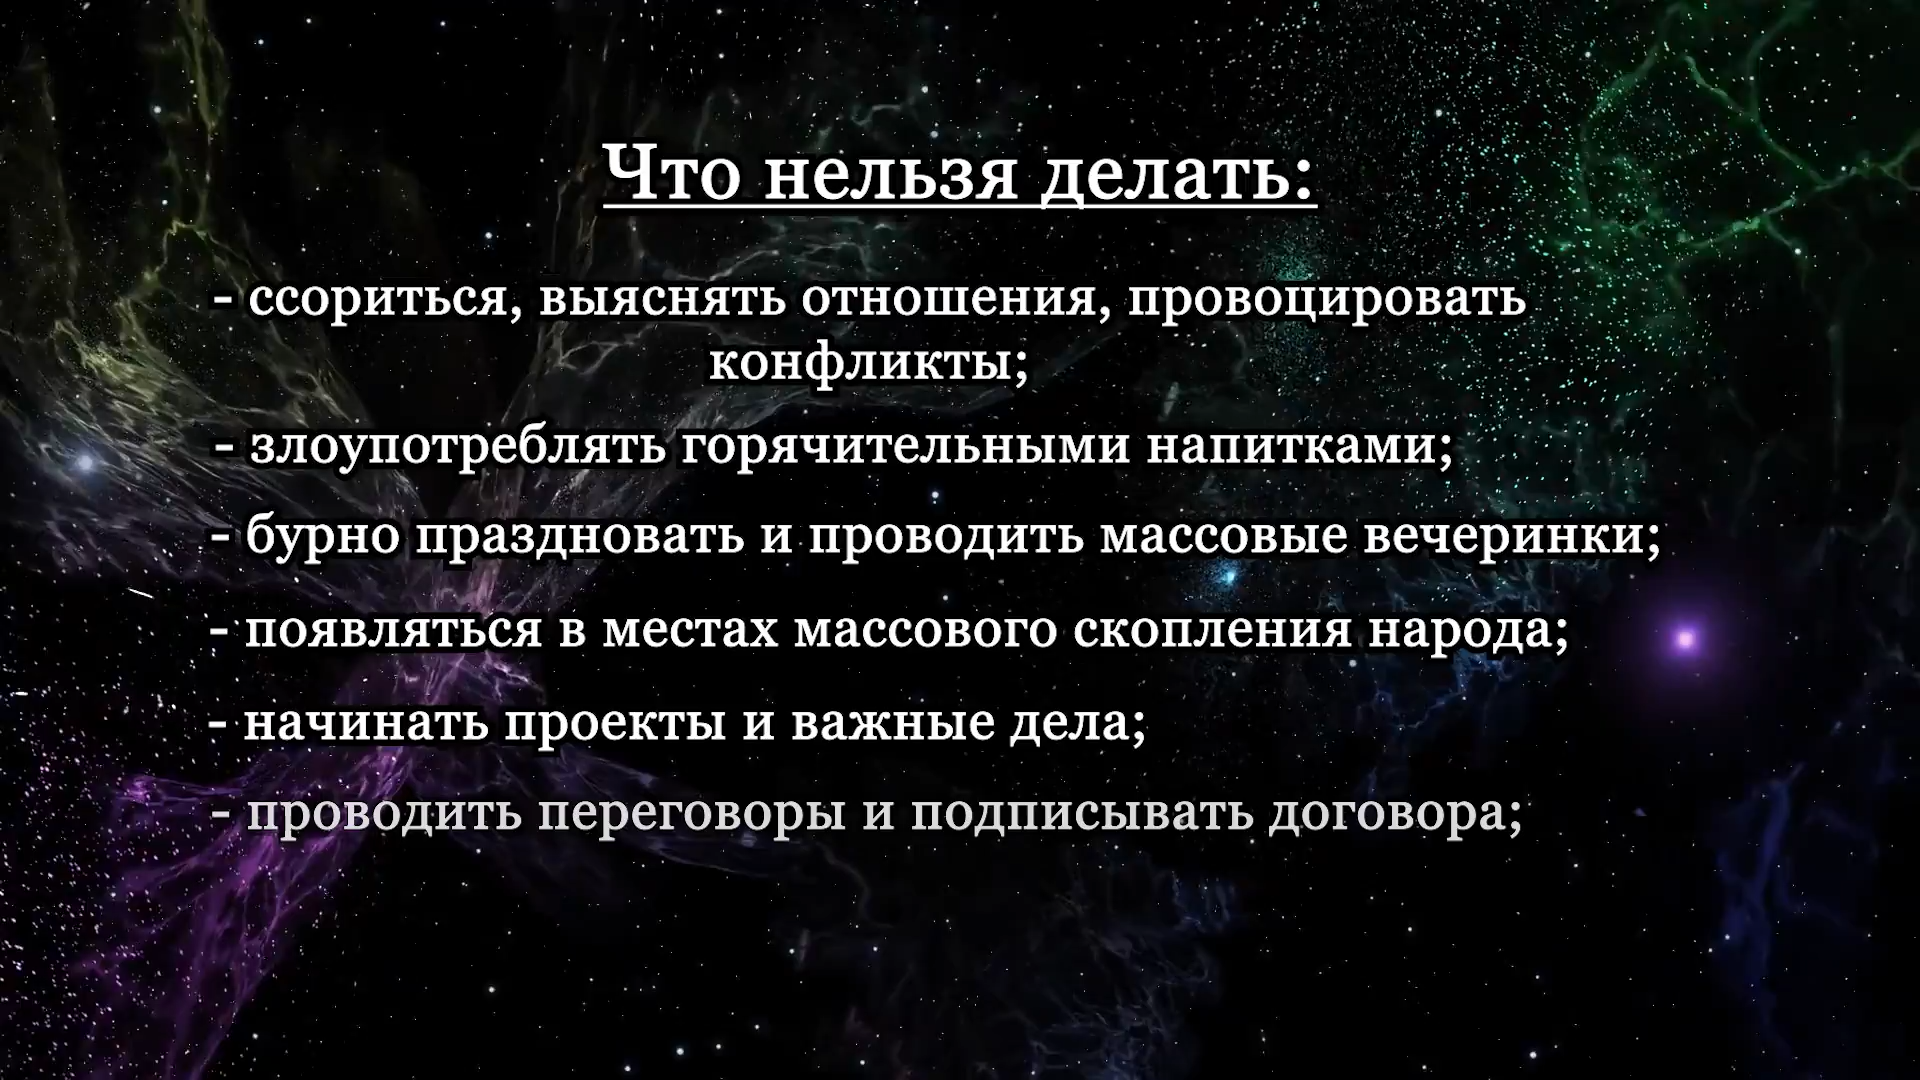 Что нельзя делать:
- ссориться, выяснять отношения, провоцировать
конфликты;
- злоупотреблять горячительными напитками;
- бурно праздновать и проводить массовые вечеринки;
- появляться в местах массового скопления народа;
- начинать проекты и важные дела;
- проводить переговоры и подписывать договора;